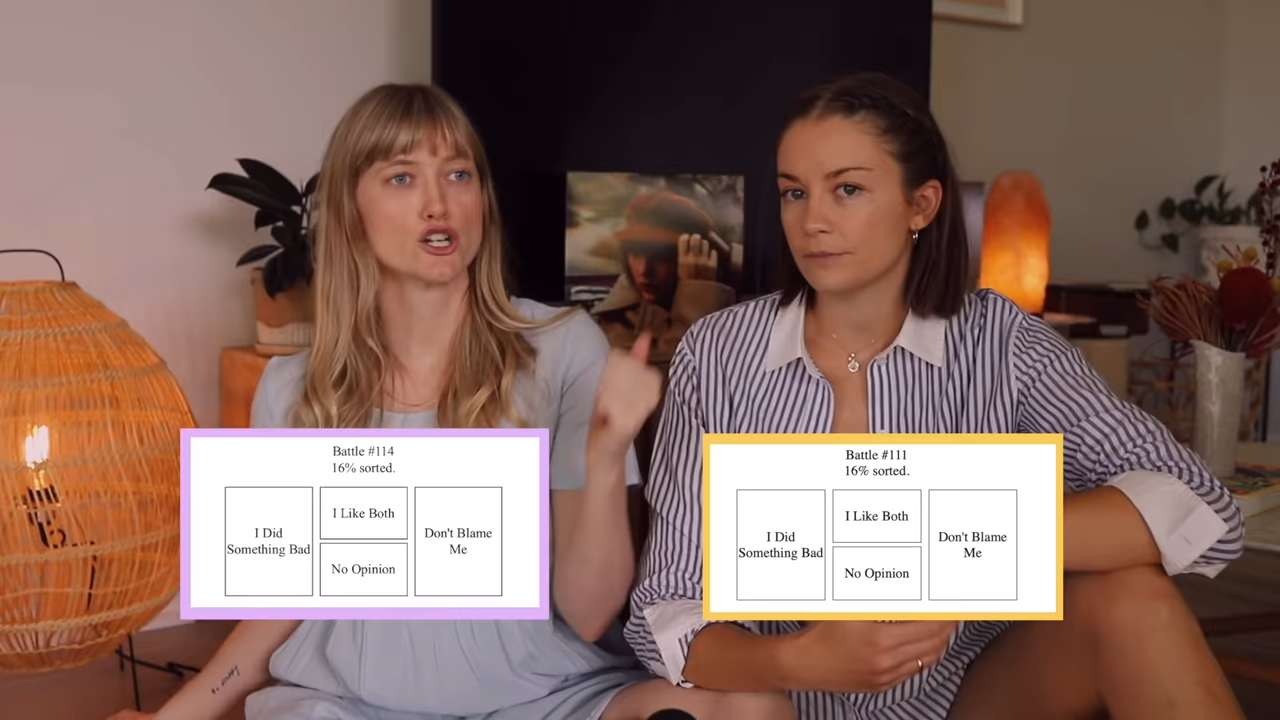 Battle #114
16% sorted.
I Did
Something Bad
I Like Both
No Opinion
Don't Blame
Me
Battle #111
16% sorted.
I Did
Something Bad
I Like Both
No Opinion
Don't Blame
Me